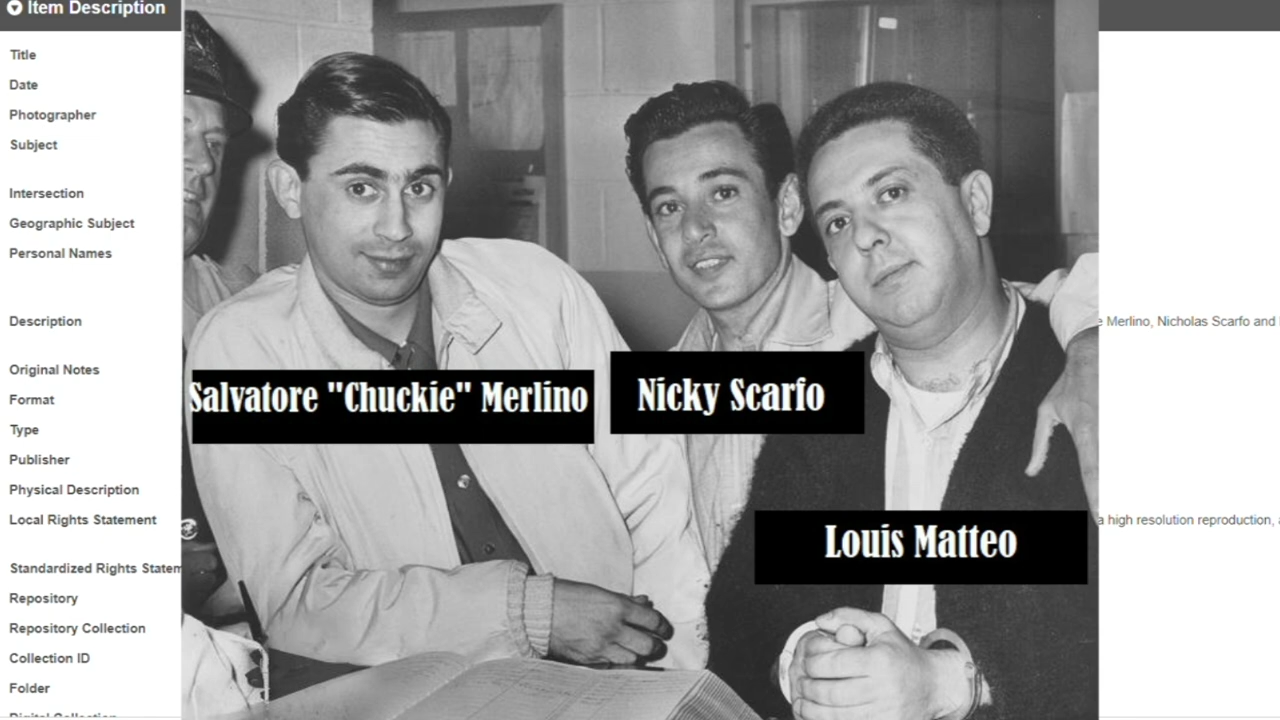 Item Description
Title
Date
Photographer
Subject
Intersection
Geographic Subject
Personal Names
Description
Merlino, Nicholas Scarfo and
Original Notes
Format
Type
Publisher
Physical Description
Local Rights Statement
a high resolution reproduction,
Standardized Rights Statem
Repository
Repository Collection
Collection ID
Folder
Digital Collection
Salvatore "Chuckie" Merlino
Nicky Scarfo
Louis Matteo